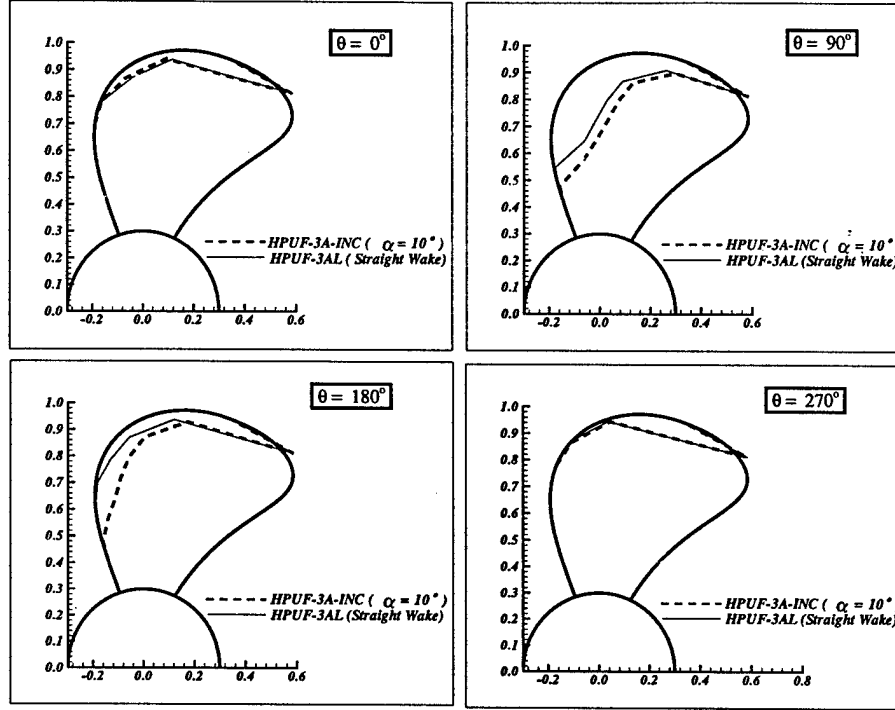 θ = 0°
1.0
0.9
0.8
0.7
0.6
0.5
0.4
0.3
0.2
0.1
0.0
HPUF-3A-INC ( α = 10° )
HPUF-3AL (Straight Wake)
-0.2 0.0 0.2 0.4 0.6
θ = 90°
1.0
0.9
0.8
0.7
0.6
0.5
0.4
0.3
0.2
0.1
0.0
HPUF-3A-INC ( α = 10° )
HPUF-3AL (Straight Wake)
-0.2 0.0 0.2 0.4 0.6
θ = 180°
1.0
0.9
0.8
0.7
0.6
0.5
0.4
0.3
0.2
0.1
0.0
HPUF-3A-INC ( α = 10° )
HPUF-3AL (Straight Wake)
-0.2 0.0 0.2 0.4 0.6
θ = 270°
1.0
0.9
0.8
0.7
0.6
0.5
0.4
0.3
0.2
0.1
0.0
HPUF-3A-INC ( α = 10° )
HPUF-3AL (Straight Wake)
-0.2 0.0 0.2 0.4 0.6 0.8